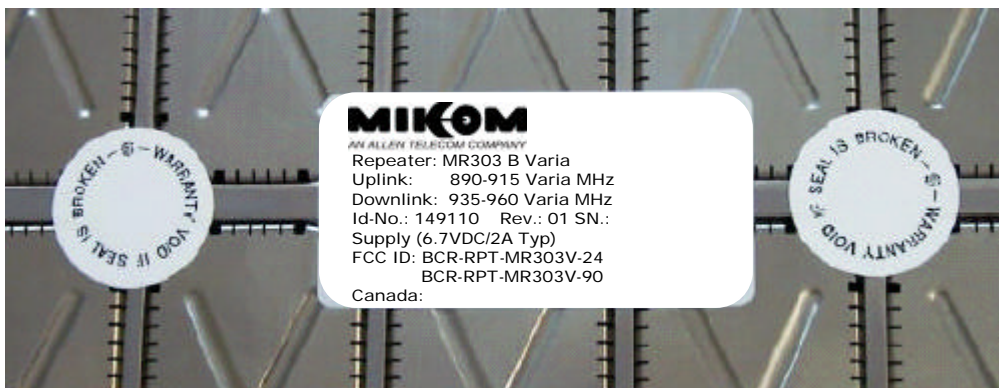 MIKOM
AN ALLEN TELECOM COMPANY
Repeater: MR303 B Varia
Uplink: 890-915 Varia MHz
Downlink: 935-960 Varia MHz
Id-No.: 149110 Rev.: 01 SN.:
Supply (6.7VDC/2A Typ)
FCC ID: BCR-RPT-MR303V-24
BCR-RPT-MR303V-90
Canada:
WARRANTY VOID IF SEAL IS BROKEN
WARRANTY VOID IF SEAL IS BROKEN